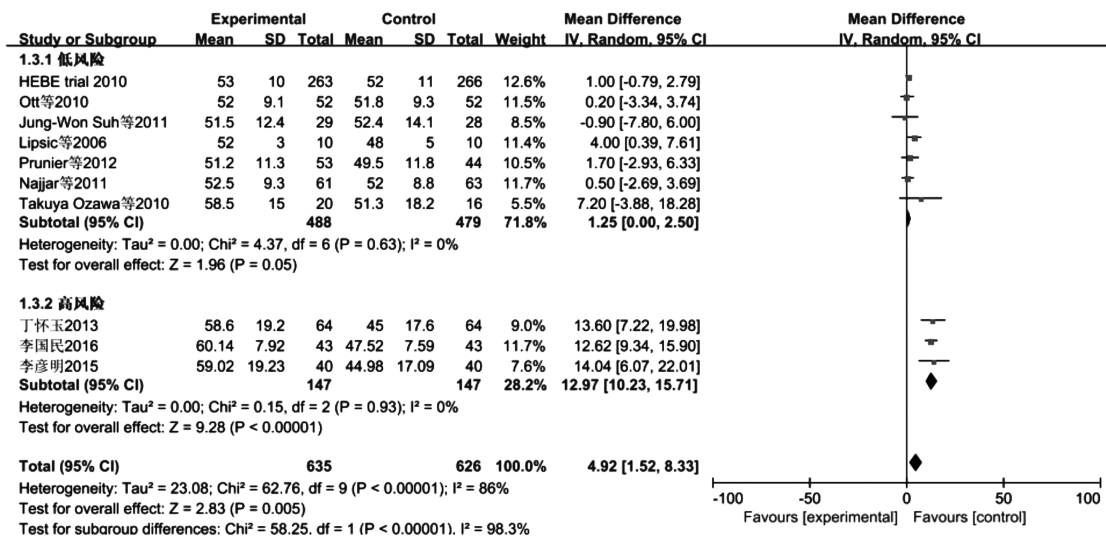 Experimental Control Mean Difference Mean Difference
Study or Subgroup Mean SD Total Mean SD Total Weight IV, Random, 95% CI IV, Random, 95% CI
1.3.1 低风险
HEBE trial 2010 53 10 263 52 11 266 12.6% 1.00 [-0.79, 2.79]
Ott等2010 52 9.1 52 51.8 9.3 52 11.5% 0.20 [-3.34, 3.74]
Jung-Won Suh等2011 51.5 12.4 29 52.4 14.1 28 8.5% -0.90 [-7.80, 6.00]
Lipsic等2006 52 3 10 48 5 10 11.4% 4.00 [0.39, 7.61]
Prunier等2012 51.2 11.3 53 49.5 11.8 44 10.5% 1.70 [-2.93, 6.33]
Najjar等2011 52.5 9.3 61 52 8.8 63 11.7% 0.50 [-2.69, 3.69]
Takuya Ozawa等2010 58.5 15 20 51.3 18.2 16 5.5% 7.20 [-3.88, 18.28]
Subtotal (95% CI) 488 479 71.8% 1.25 [0.00, 2.50]
Heterogeneity: Tau² = 0.00; Chi² = 4.37, df = 6 (P = 0.63); I² = 0%
Test for overall effect: Z = 1.96 (P = 0.05)
1.3.2 高风险
丁怀玉2013 58.6 19.2 64 45 17.6 64 9.0% 13.60 [7.22, 19.98]
李国民2016 60.14 7.92 43 47.52 7.59 43 11.7% 12.62 [9.34, 15.90]
李彦明2015 59.02 19.23 40 44.98 17.09 40 7.6% 14.04 [6.07, 22.01]
Subtotal (95% CI) 147 147 28.2% 12.97 [10.23, 15.71]
Heterogeneity: Tau² = 0.00; Chi² = 0.15, df = 2 (P = 0.93); I² = 0%
Test for overall effect: Z = 9.28 (P < 0.00001)
Total (95% CI) 635 626 100.0% 4.92 [1.52, 8.33]
Heterogeneity: Tau² = 23.08; Chi² = 62.76, df = 9 (P < 0.00001); I² = 86%
Test for overall effect: Z = 2.83 (P = 0.005)
Test for subgroup differences: Chi² = 58.25, df = 1 (P < 0.00001), I² = 98.3%
-100 -50 0 50 100
Favours [experimental] Favours [control]